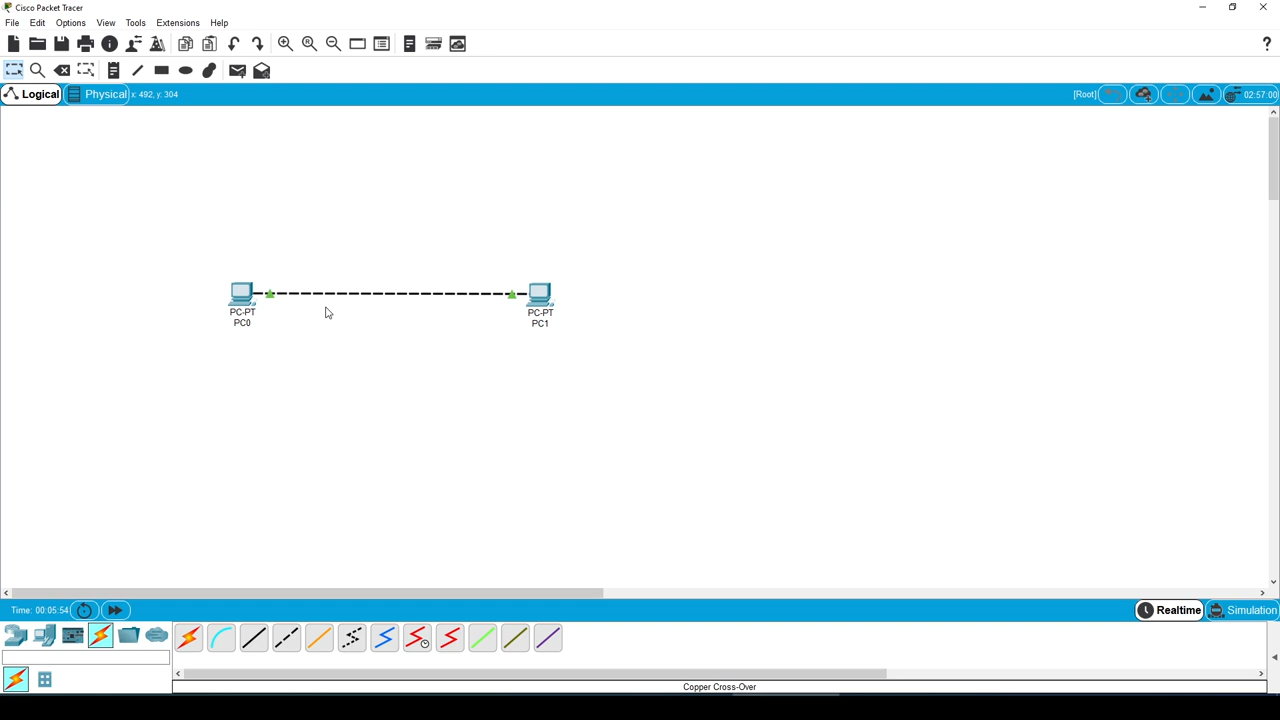 Cisco Packet Tracer
File Edit Options View Tools Extensions Help
Logical Physical x: 492, y: 304 [Root] 02:57:00
PC-PT PC-PT
PC0 PC1
Time: 00:05:54 Realtime Simulation
Copper Cross-Over